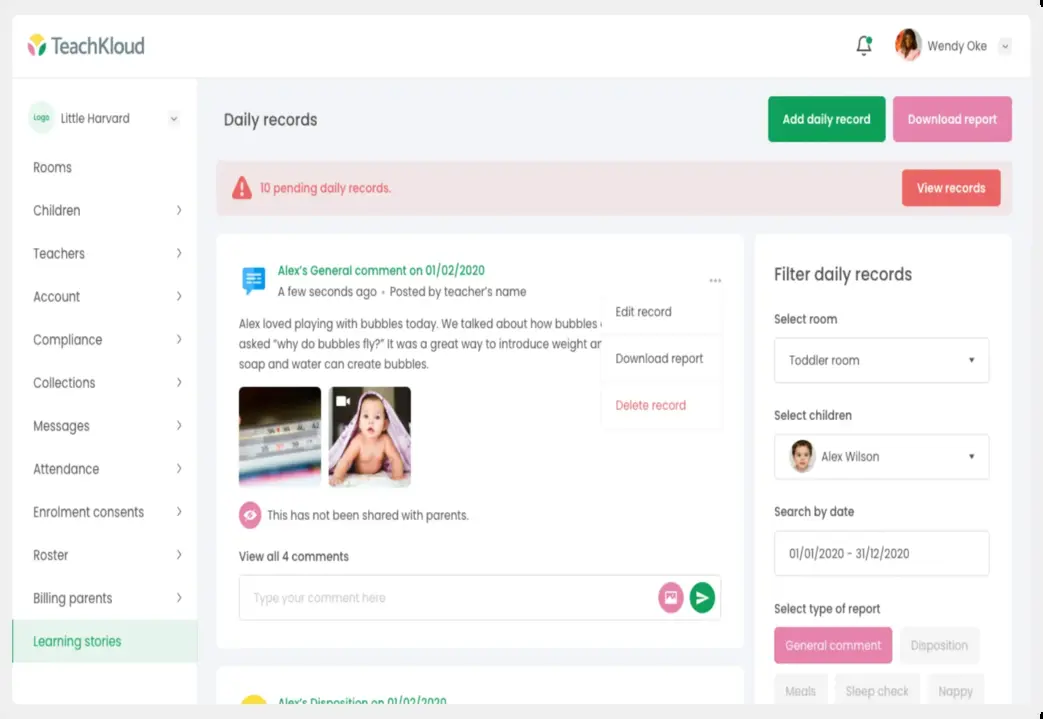 TeachKloud
Wendy Oke
Logo
Little Harvard
Rooms
Children
Teachers
Account
Compliance
Collections
Messages
Attendance
Enrolment consents
Roster
Billing parents
Learning stories
Daily records
Add daily record
Download report
10 pending daily records.
View records
Alex's General comment on 01/02/2020
A few seconds ago • Posted by teacher's name
Alex loved playing with bubbles today. We talked about how bubbles
asked "why do bubbles fly?" It was a great way to introduce weight
soap and water can create bubbles.
Edit record
Download report
Delete record
This has not been shared with parents.
View all 4 comments
Type your comment here
Alex's Disposition on 01/02/2020
Filter daily records
Select room
Toddler room
Select children
Alex Wilson
Search by date
01/01/2020 - 31/12/2020
Select type of report
General comment
Disposition
Meals
Sleep check
Nappy